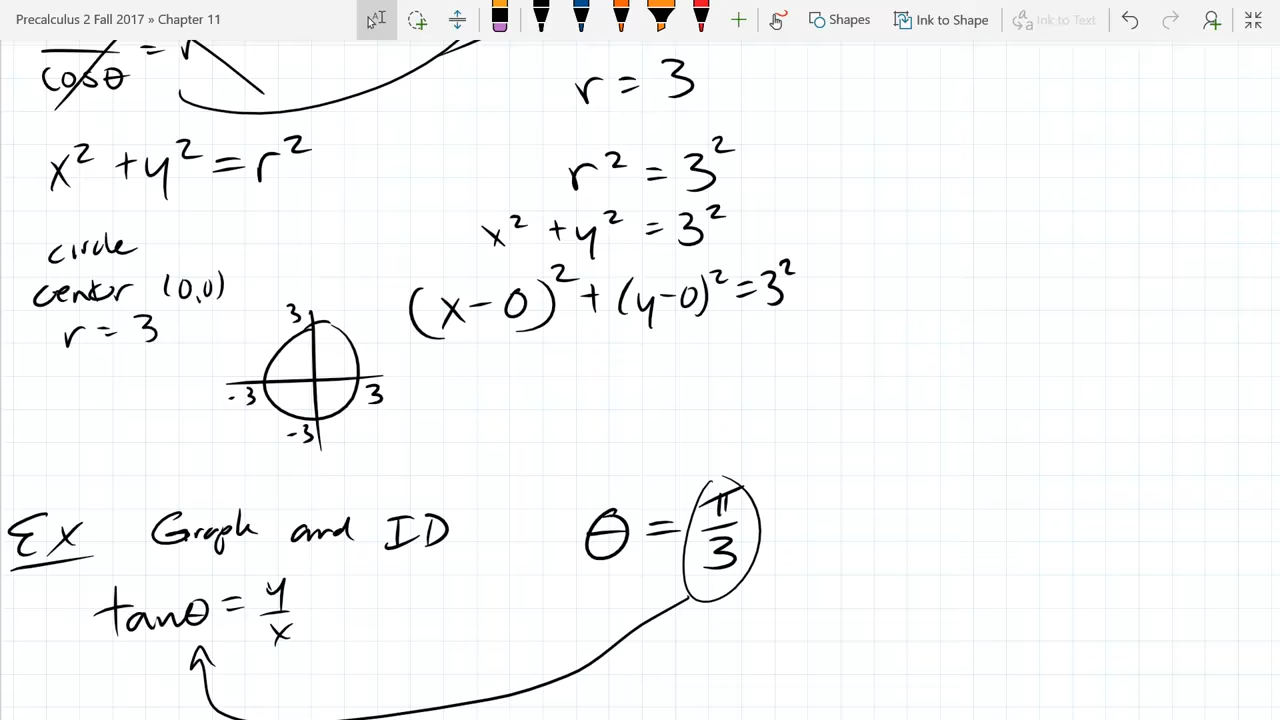 Precalculus 2 Fall 2017 » Chapter 11
Shapes
Ink to Shape
Ink to Text
cosθ = r
r = 3
x² + y² = r²
r² = 3²
x² + y² = 3²
circle
center (0,0)
r = 3
(x-0)² + (y-0)² = 3²
3
-3
3
-3
Ex Graph and ID θ = π/3
tanθ = y/x